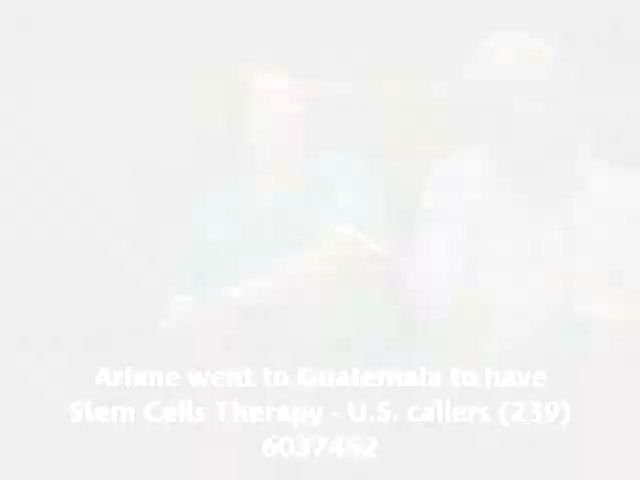 Ariane went to Guatemala to have
Stem Cells Therapy - U.S. callers (239)
6037452